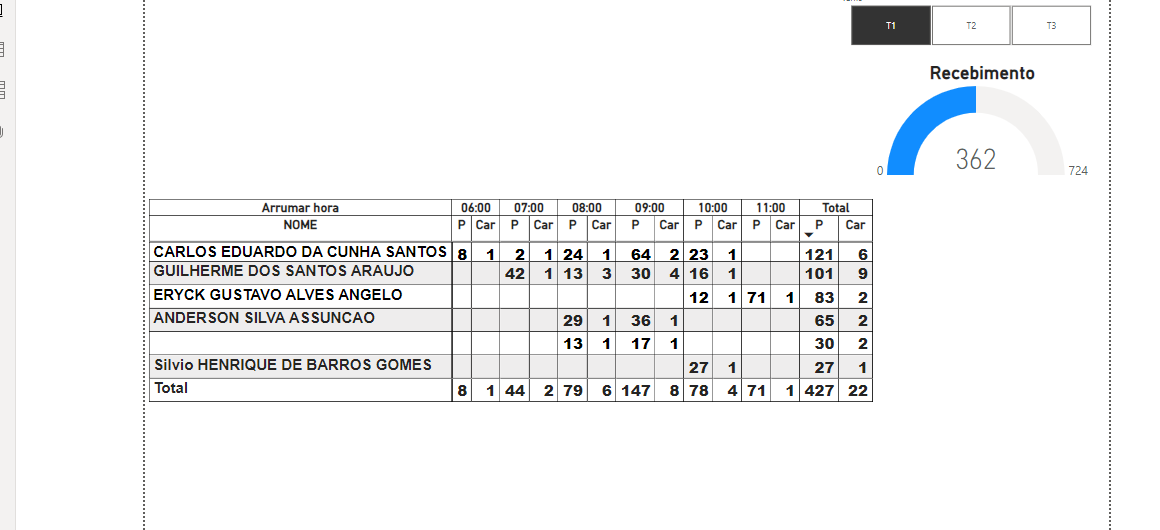 T1 T2 T3
Recebimento
362
0 724
Arrumar hora 06:00 07:00 08:00 09:00 10:00 11:00 Total
NOME P Car P Car P Car P Car P Car P Car P Car
CARLOS EDUARDO DA CUNHA SANTOS 8 1 2 1 24 1 64 2 23 1 121 6
GUILHERME DOS SANTOS ARAUJO 42 1 13 3 30 4 16 1 101 9
ERYCK GUSTAVO ALVES ANGELO 12 1 71 1 83 2
ANDERSON SILVA ASSUNCAO 29 1 36 1 65 2
13 1 17 1 30 2
Silvio HENRIQUE DE BARROS GOMES 27 1 27 1
Total 8 1 44 2 79 6 147 8 78 4 71 1 427 22